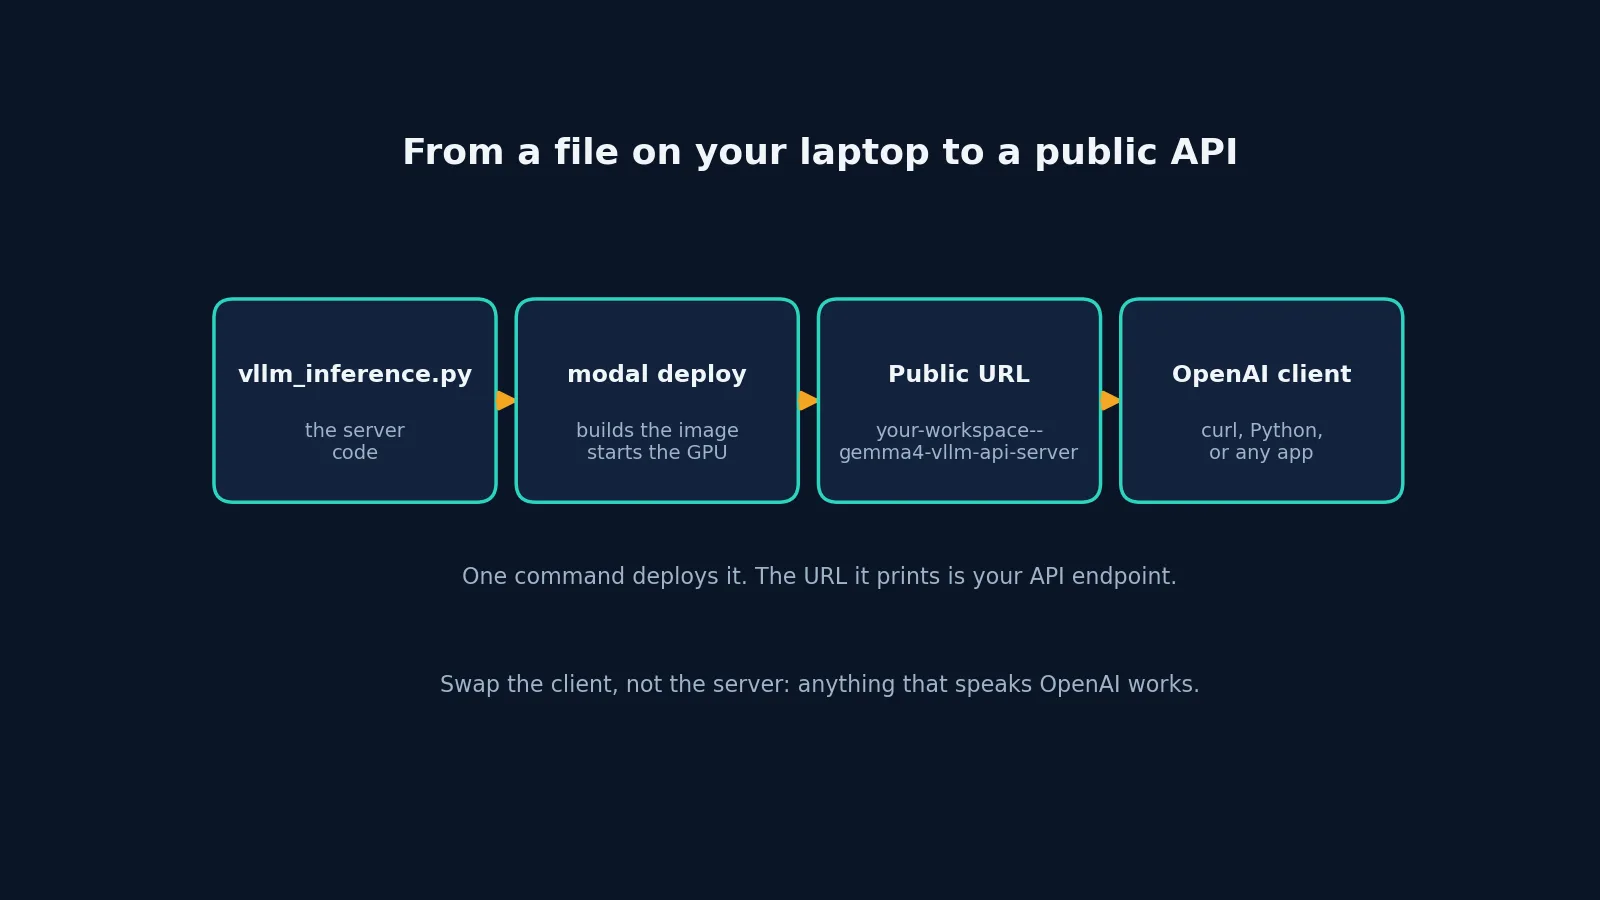 From a file on your laptop to a public API
vllm_inference.py
the server
code
modal deploy
builds the image
starts the GPU
Public URL
your-workspace--
gemma4-vllm-api-server
OpenAI client
curl, Python,
or any app
One command deploys it. The URL it prints is your API endpoint.
Swap the client, not the server: anything that speaks OpenAI works.